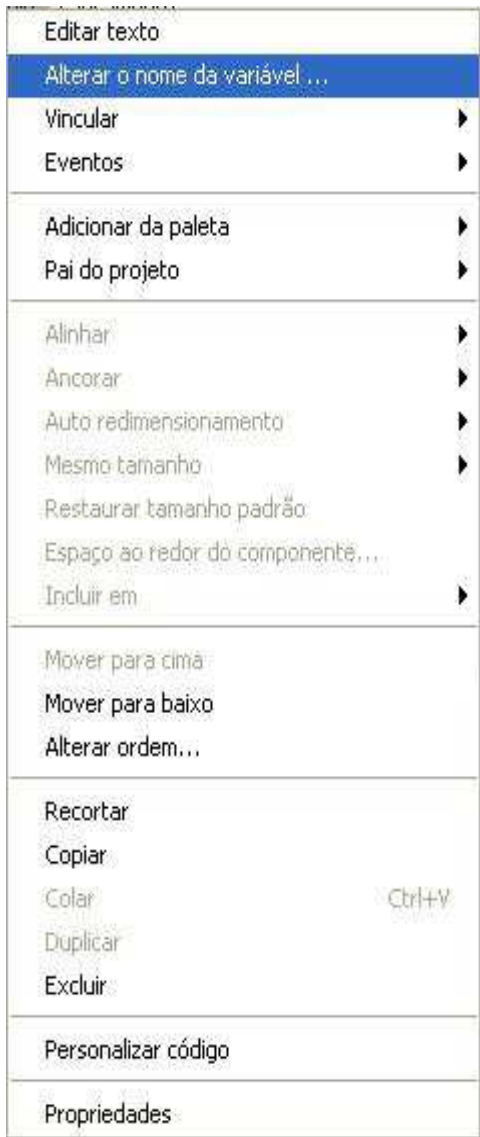 Editar texto
Alterar o nome da variável ...
Vincular
Eventos
Adicionar da paleta
Pai do projeto
Alinhar
Ancorar
Auto redimensionamento
Mesmo tamanho
Restaurar tamanho padrão
Espaço ao redor do componente...
Incluir em
Mover para cima
Mover para baixo
Alterar ordem...
Recortar
Copiar
Colar Ctrl+V
Duplicar
Excluir
Personalizar código
Propriedades